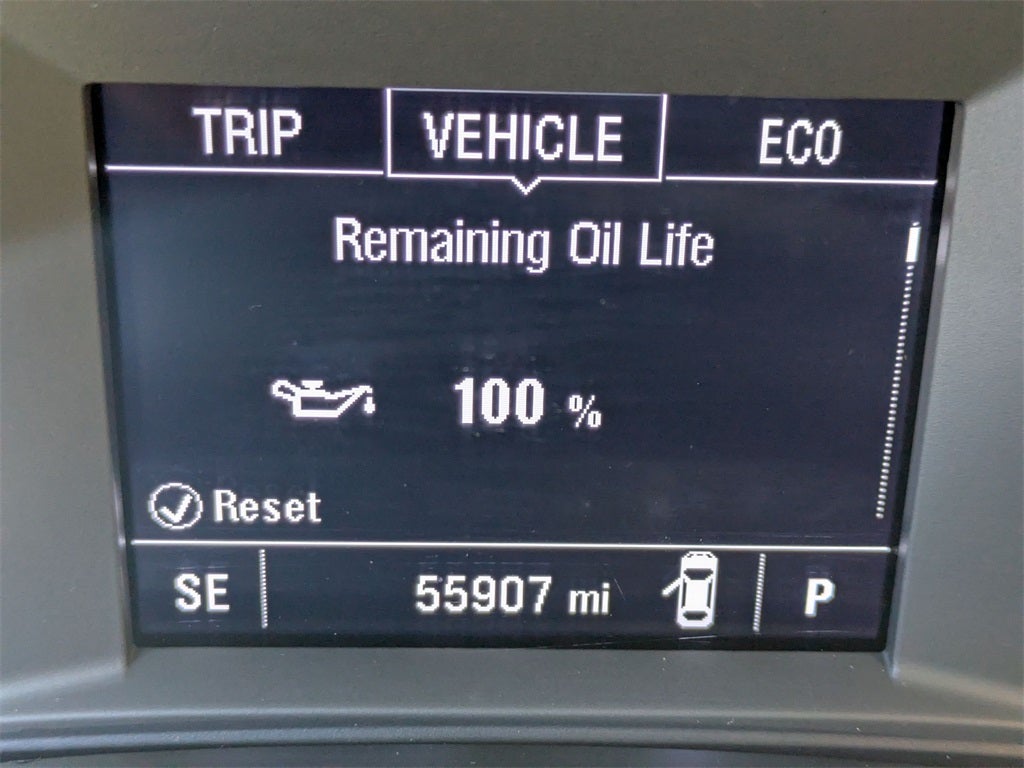 TRIP VEHICLE ECO
Remaining Oil Life
100 %
Reset
SE 55907 mi P